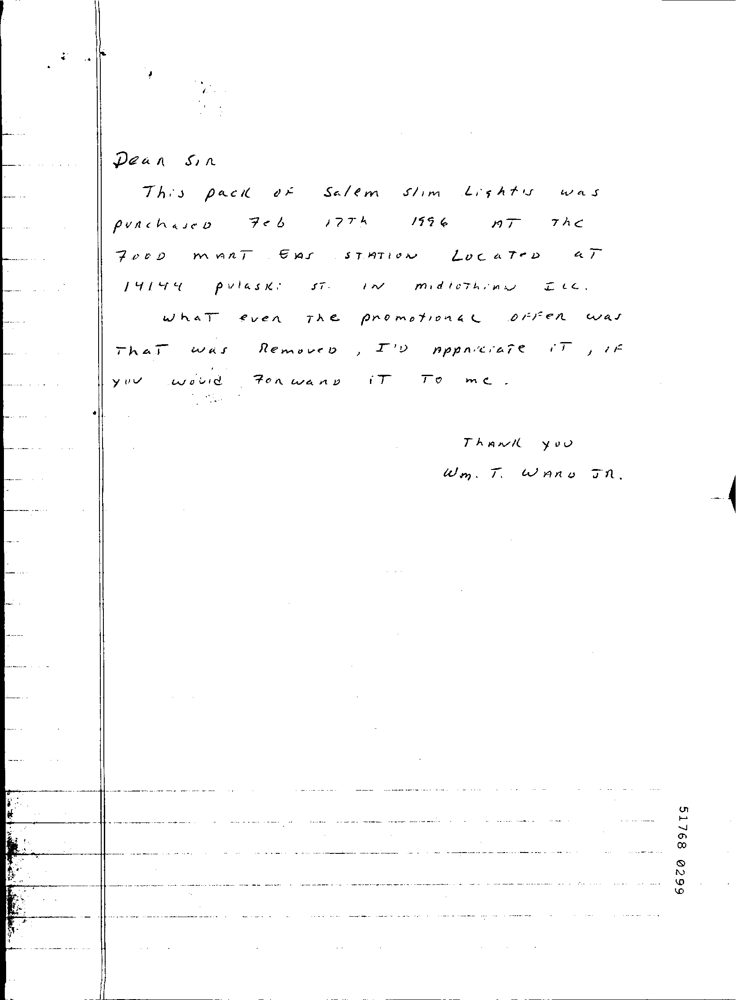 Dear Sir
This pack of Salem slim Lights was
purchased Feb 17Th 1996 AT The
FOOD MART GAS STATION LOCATED aT
14144 pulaski ST. IN midlothian ILL.
whaT ever The promotional OFFER was
ThaT was Removed, I'D Appriciate iT, iF
you would Forward iT To me.
THANK you
Wm. T. WARD JR.
51768 0299